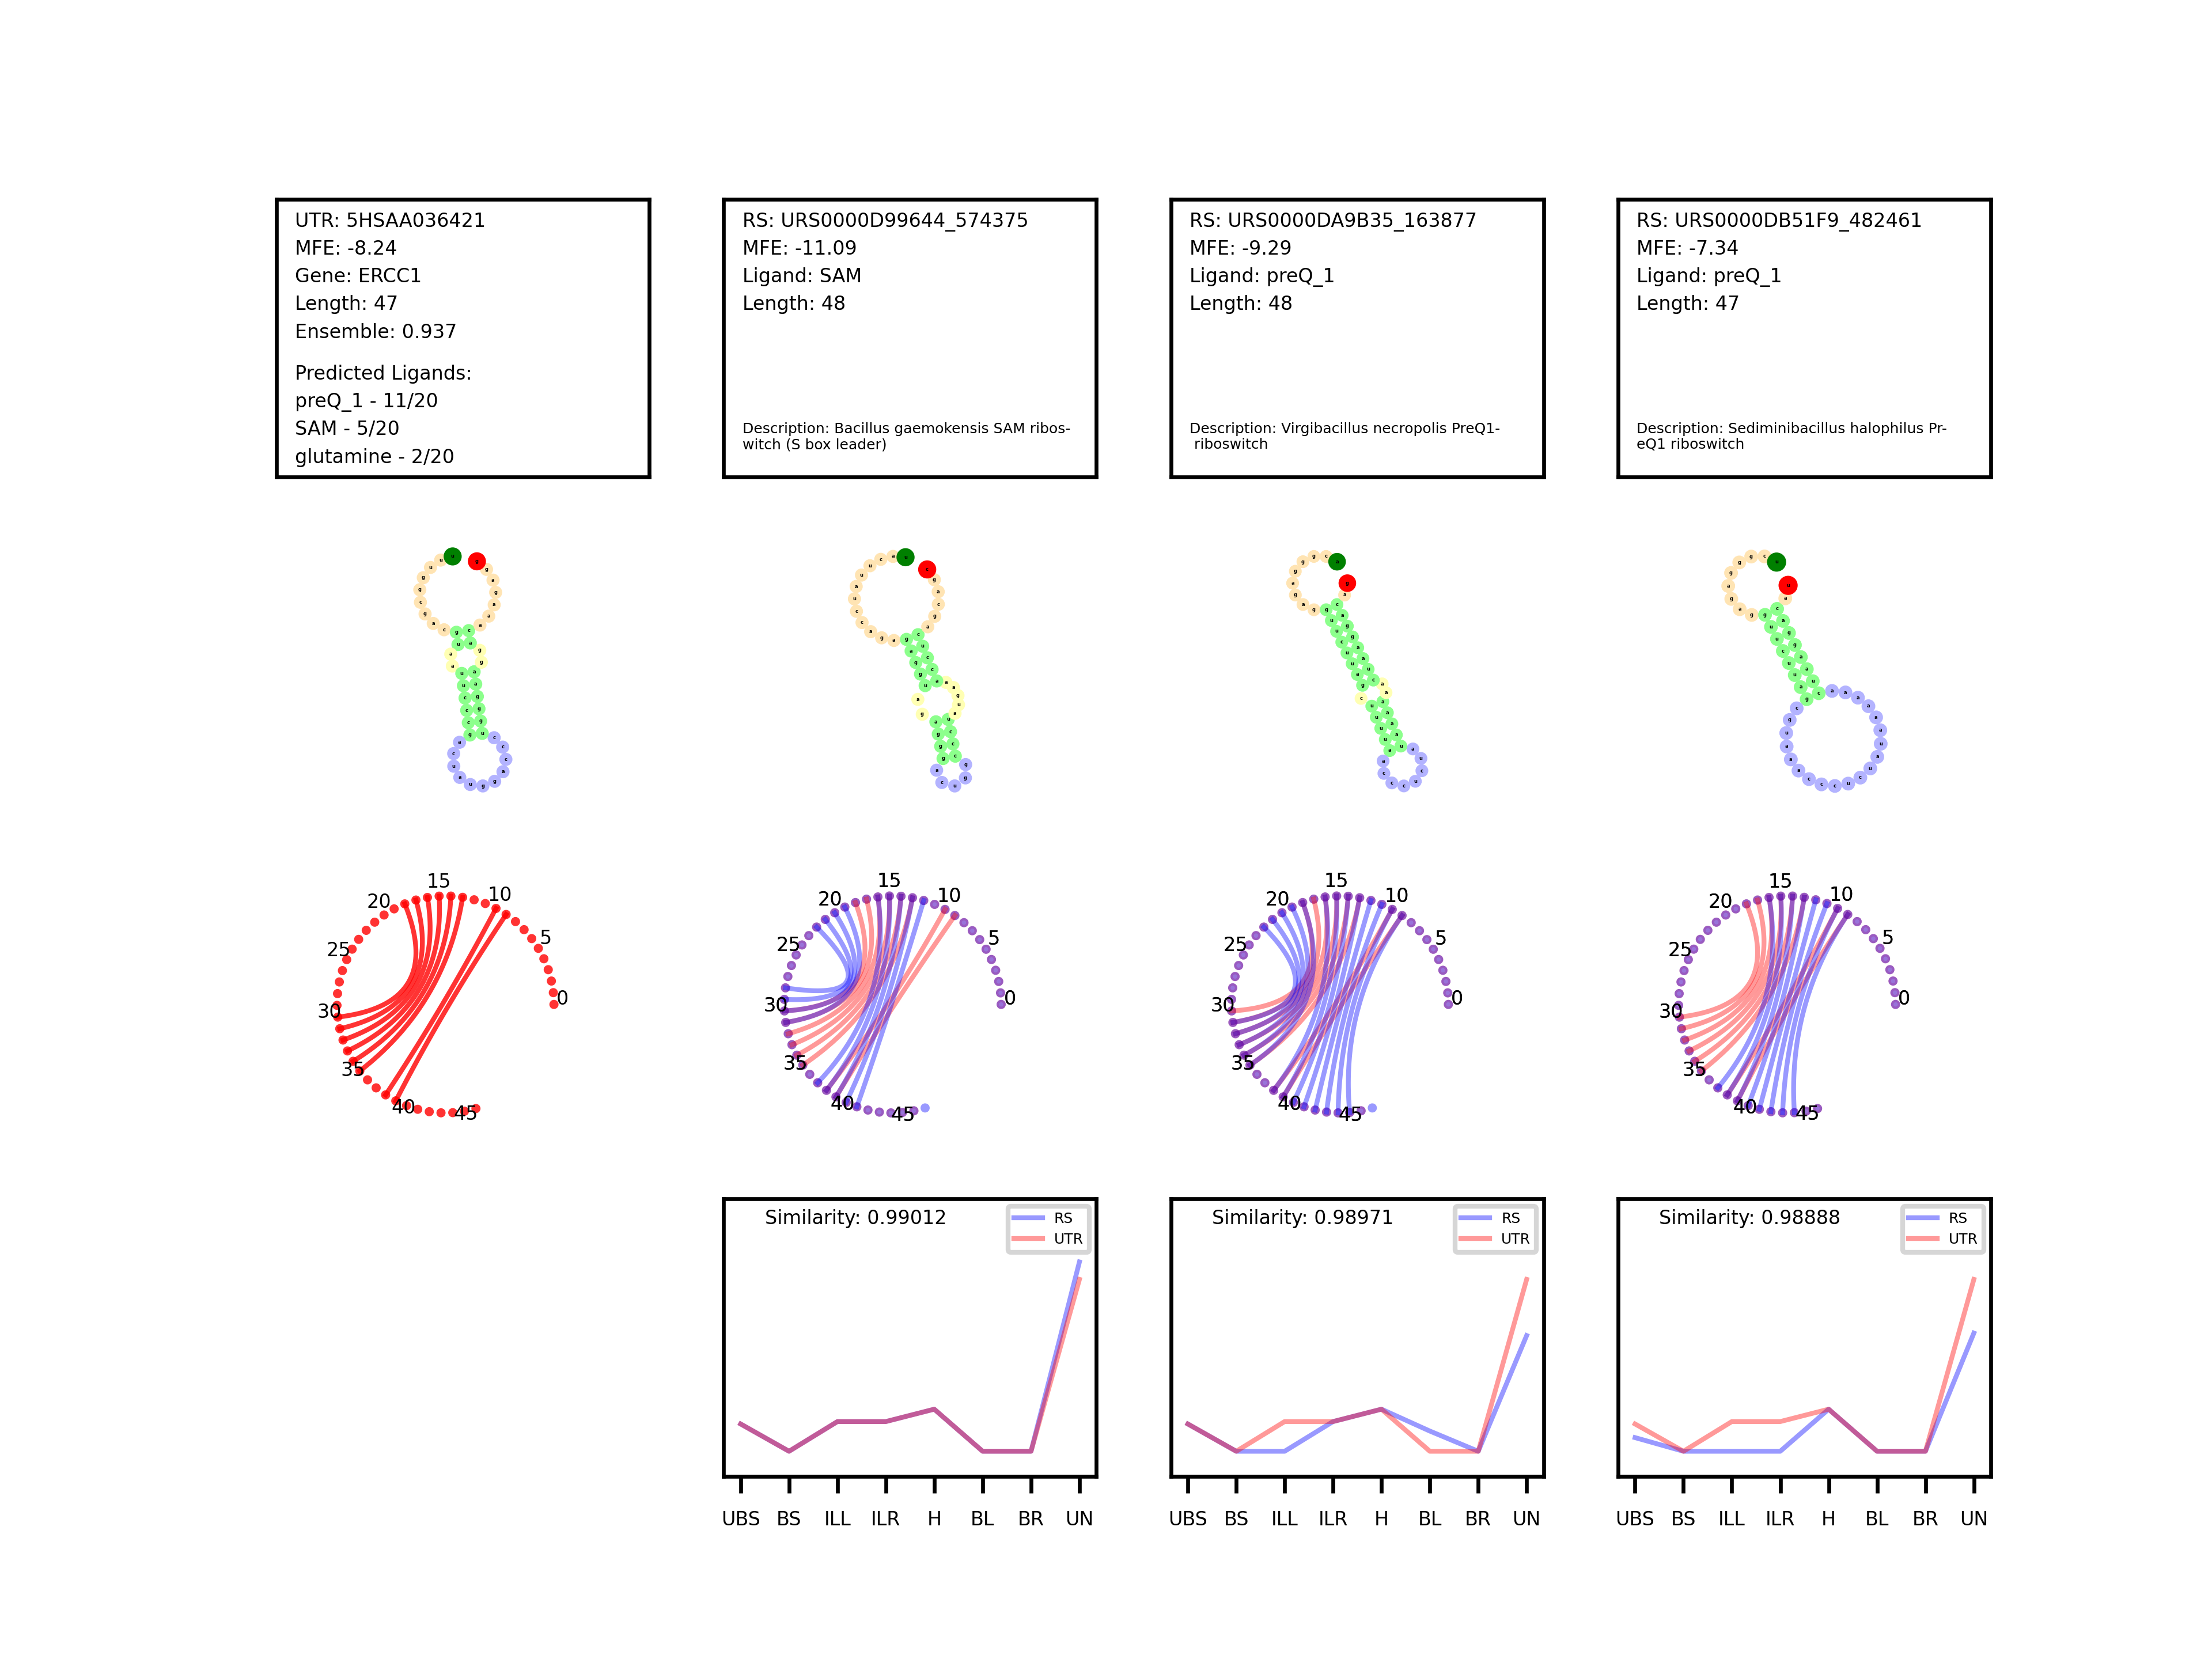 UTR: 5HSAA036421
MFE: -8.24
Gene: ERCC1
Length: 47
Ensemble: 0.937
Predicted Ligands:
preQ_1 - 11/20
SAM - 5/20
glutamine - 2/20
RS: URS0000D99644_574375
MFE: -11.09
Ligand: SAM
Length: 48
Description: Bacillus gaemokensis SAM ribos-
witch (S box leader)
RS: URS0000DA9B35_163877
MFE: -9.29
Ligand: preQ_1
Length: 48
Description: Virgibacillus necropolis PreQ1-
riboswitch
RS: URS0000DB51F9_482461
MFE: -7.34
Ligand: preQ_1
Length: 47
Description: Sediminibacillus halophilus Pr-
eQ1 riboswitch
0
5
10
15
20
25
30
35
40
45
0
5
10
15
20
25
30
35
40
45
0
5
10
15
20
25
30
35
40
45
0
5
10
15
20
25
30
35
40
45
Similarity: 0.99012
RS
UTR
UBS BS ILL ILR H BL BR UN
Similarity: 0.98971
RS
UTR
UBS BS ILL ILR H BL BR UN
Similarity: 0.98888
RS
UTR
UBS BS ILL ILR H BL BR UN